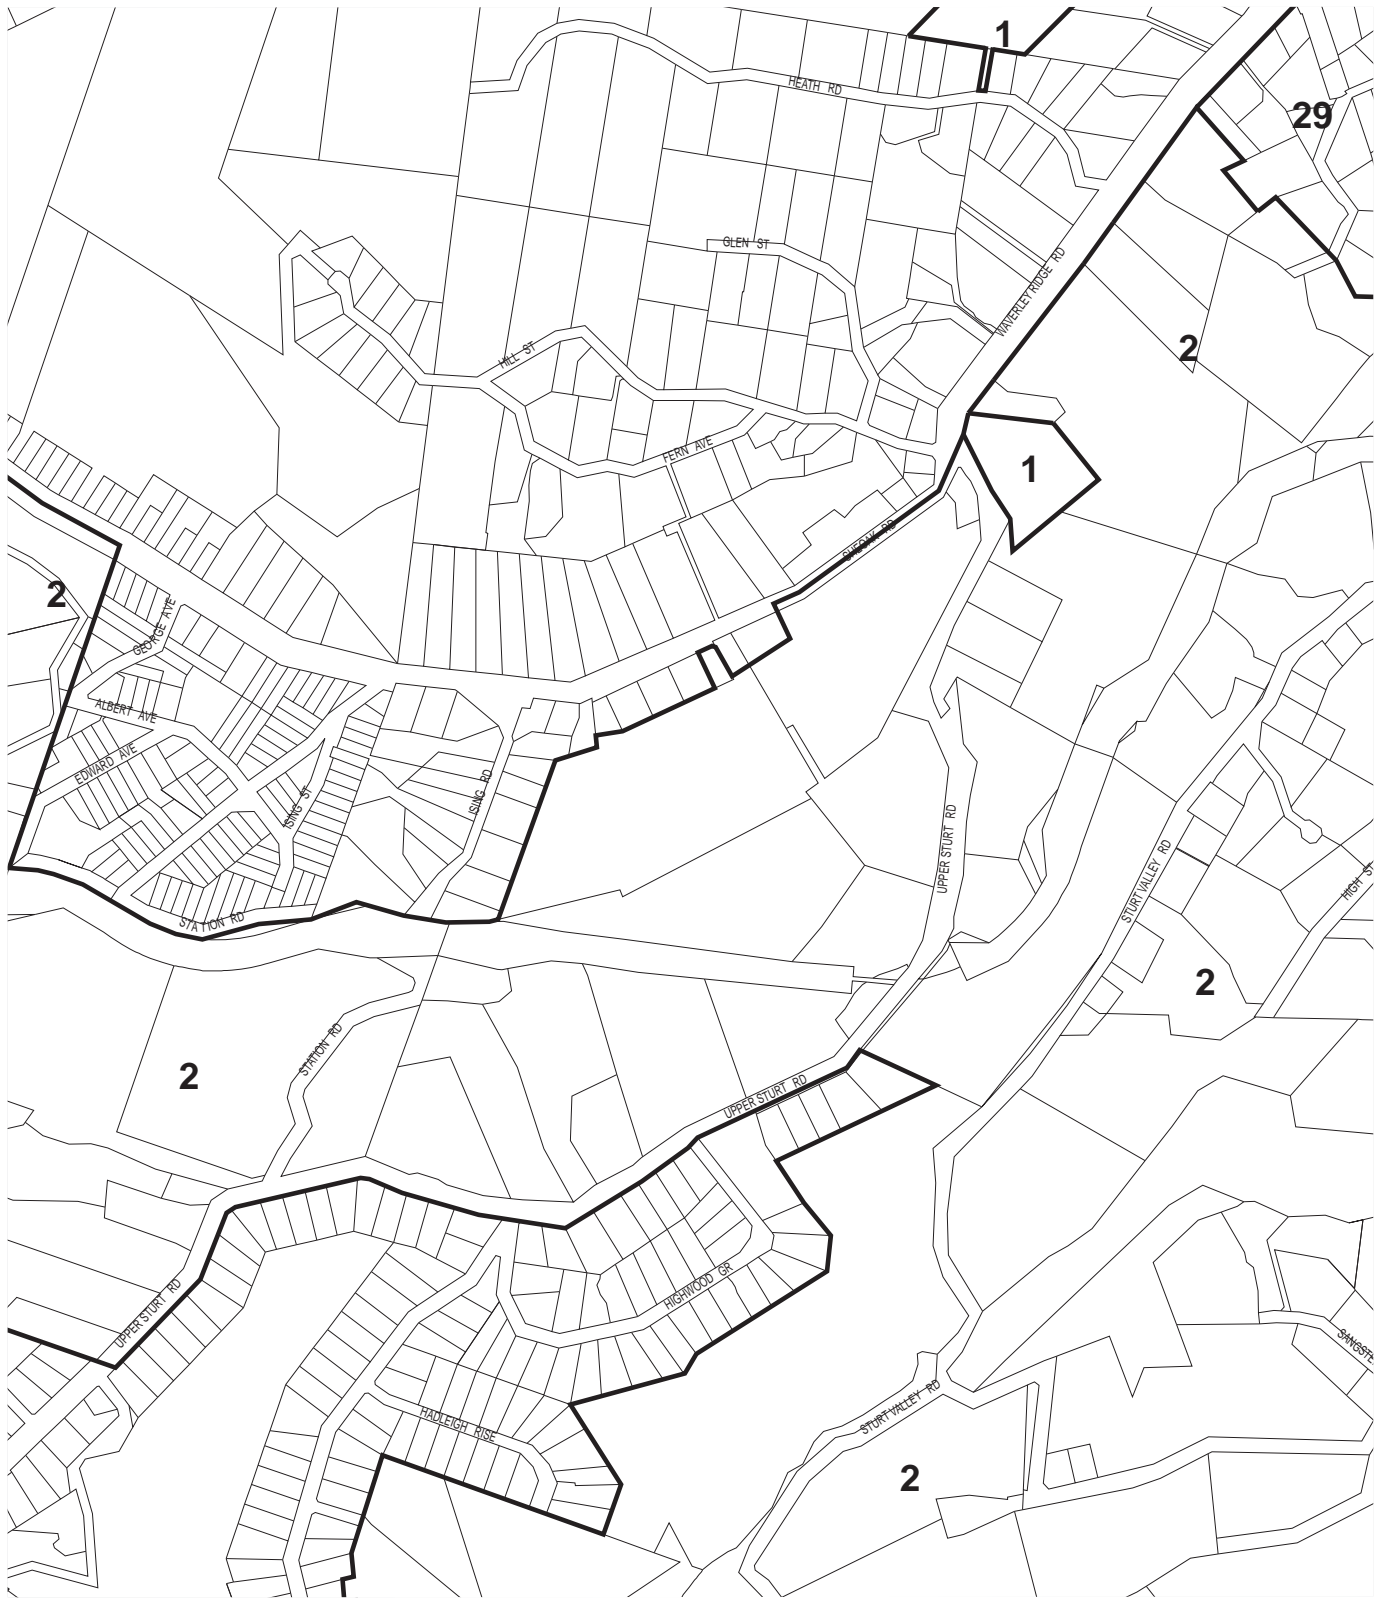 1
HEATH RD
29
GLEN ST
WAVERLEY RIDGE RD
HILL ST
2
FERN AVE
1
SHEOAK RD
2
GEORGE AVE
ALBERT AVE
EDWARD AVE
ISING ST
ISING RD
UPPER STURT RD
STURT VALLEY RD
HIGH ST
STATION RD
2
STATION RD
2
UPPER STURT RD
UPPER STURT RD
HIGHWOOD GR
HADLEIGH RISE
STURT VALLEY RD
2